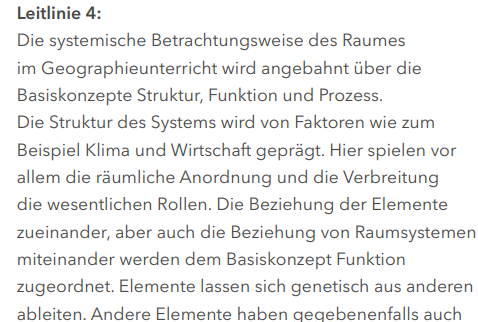 Leitlinie 4:
Die systemische Betrachtungsweise des Raumes
im Geographieunterricht wird angebahnt über die
Basiskonzepte Struktur, Funktion und Prozess.
Die Struktur des Systems wird von Faktoren wie zum
Beispiel Klima und Wirtschaft geprägt. Hier spielen vor
allem die räumliche Anordnung und die Verbreitung
die wesentlichen Rollen. Die Beziehung der Elemente
zueinander, aber auch die Beziehung von Raumsystemen
miteinander werden dem Basiskonzept Funktion
zugeordnet. Elemente lassen sich genetisch aus anderen
ableiten. Andere Elemente haben gegebenenfalls auch